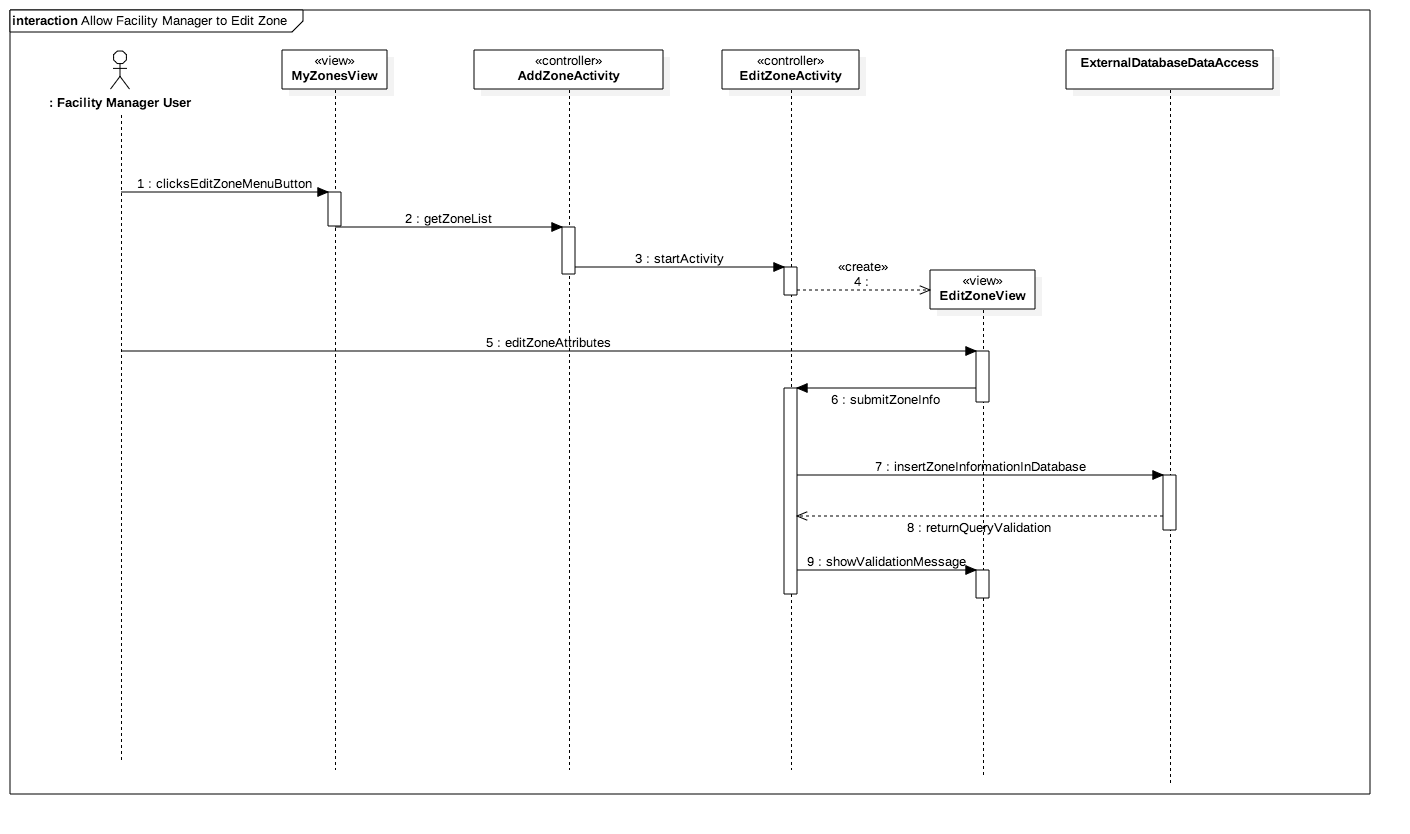 interaction Allow Facility Manager to Edit Zone
«view»
MyZonesView
«controller»
AddZoneActivity
«controller»
EditZoneActivity
ExternalDatabaseDataAccess
: Facility Manager User
1 : clicksEditZoneMenuButton
2 : getZoneList
3 : startActivity
«create»
4 :
«view»
EditZoneView
5 : editZoneAttributes
6 : submitZoneInfo
7 : insertZoneInformationInDatabase
8 : returnQueryValidation
9 : showValidationMessage